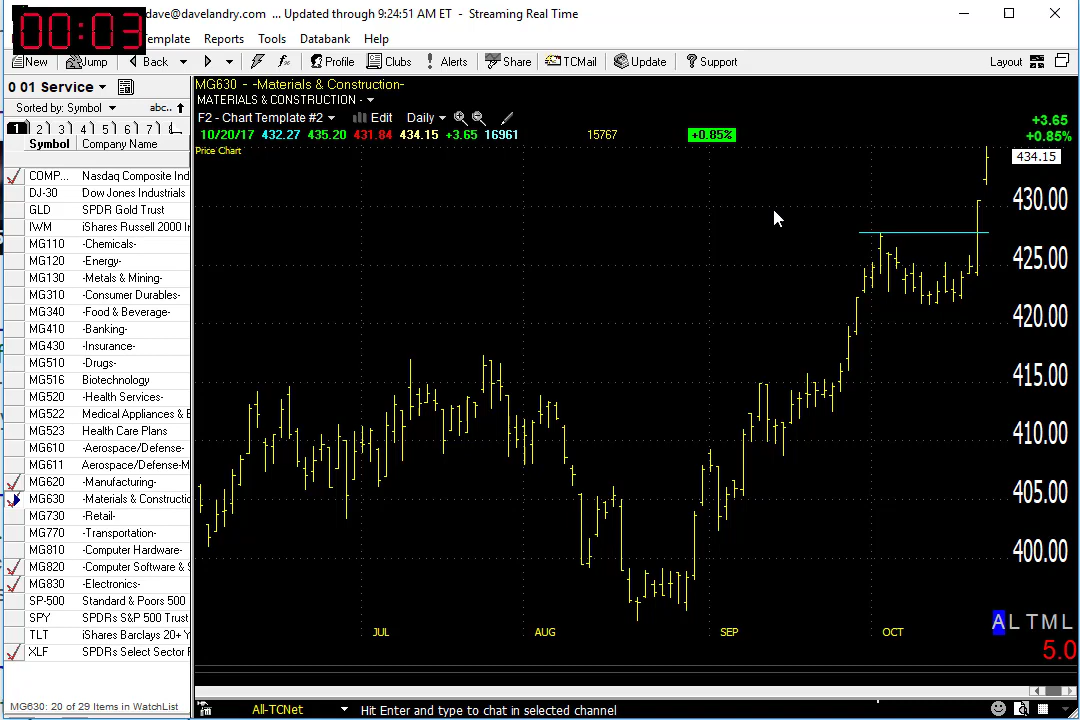 00:03
dave@davelandry.com ... Updated through 9:24:51 AM ET - Streaming Real Time
emplate Reports Tools Databank Help
New Jump Back Profile Clubs Alerts Share TCMail Update Support Layout
0 01 Service
Sorted by: Symbol abc..
1 2 3 4 5 6 7
Symbol Company Name
COMP... Nasdaq Composite Ind
DJ-30 Dow Jones Industrials
GLD SPDR Gold Trust
IWM iShares Russell 2000 I
MG110 -Chemicals-
MG120 -Energy-
MG130 -Metals & Mining-
MG310 -Consumer Durables-
MG340 -Food & Beverage-
MG410 -Banking-
MG430 -Insurance-
MG510 -Drugs-
MG516 Biotechnology
MG520 -Health Services-
MG522 Medical Appliances & E
MG523 Health Care Plans
MG610 -Aerospace/Defense-
MG611 Aerospace/Defense-M
MG620 -Manufacturing-
MG630 -Materials & Constructio
MG730 -Retail-
MG770 -Transportation-
MG810 -Computer Hardware-
MG820 -Computer Software & S
MG830 -Electronics-
SP-500 Standard & Poors 500
SPY SPDRs S&P 500 Trust
TLT iShares Barclays 20+ Y
XLF SPDRs Select Sector F
MG630: 20 of 29 Items in WatchList
MG630 - -Materials & Construction-
MATERIALS & CONSTRUCTION -
F2 - Chart Template #2 Edit Daily
10/20/17 432.27 435.20 431.84 434.15 +3.65 16961 15767 +0.85%
Price Chart
+3.65
+0.85%
434.15
430.00
425.00
420.00
415.00
410.00
405.00
400.00
JUL AUG SEP OCT
A L T M L
5.0
All-TCNet Hit Enter and type to chat in selected channel